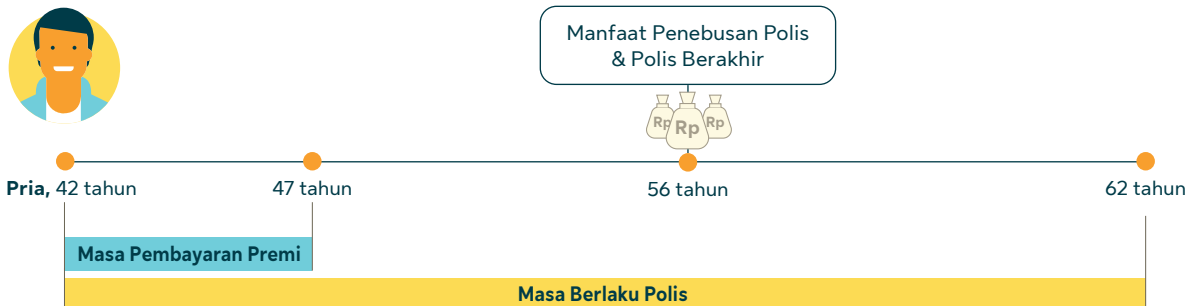 Manfaat Penebusan Polis
& Polis Berakhir
Rp Rp Rp
Pria, 42 tahun 47 tahun 56 tahun 62 tahun
Masa Pembayaran Premi
Masa Berlaku Polis